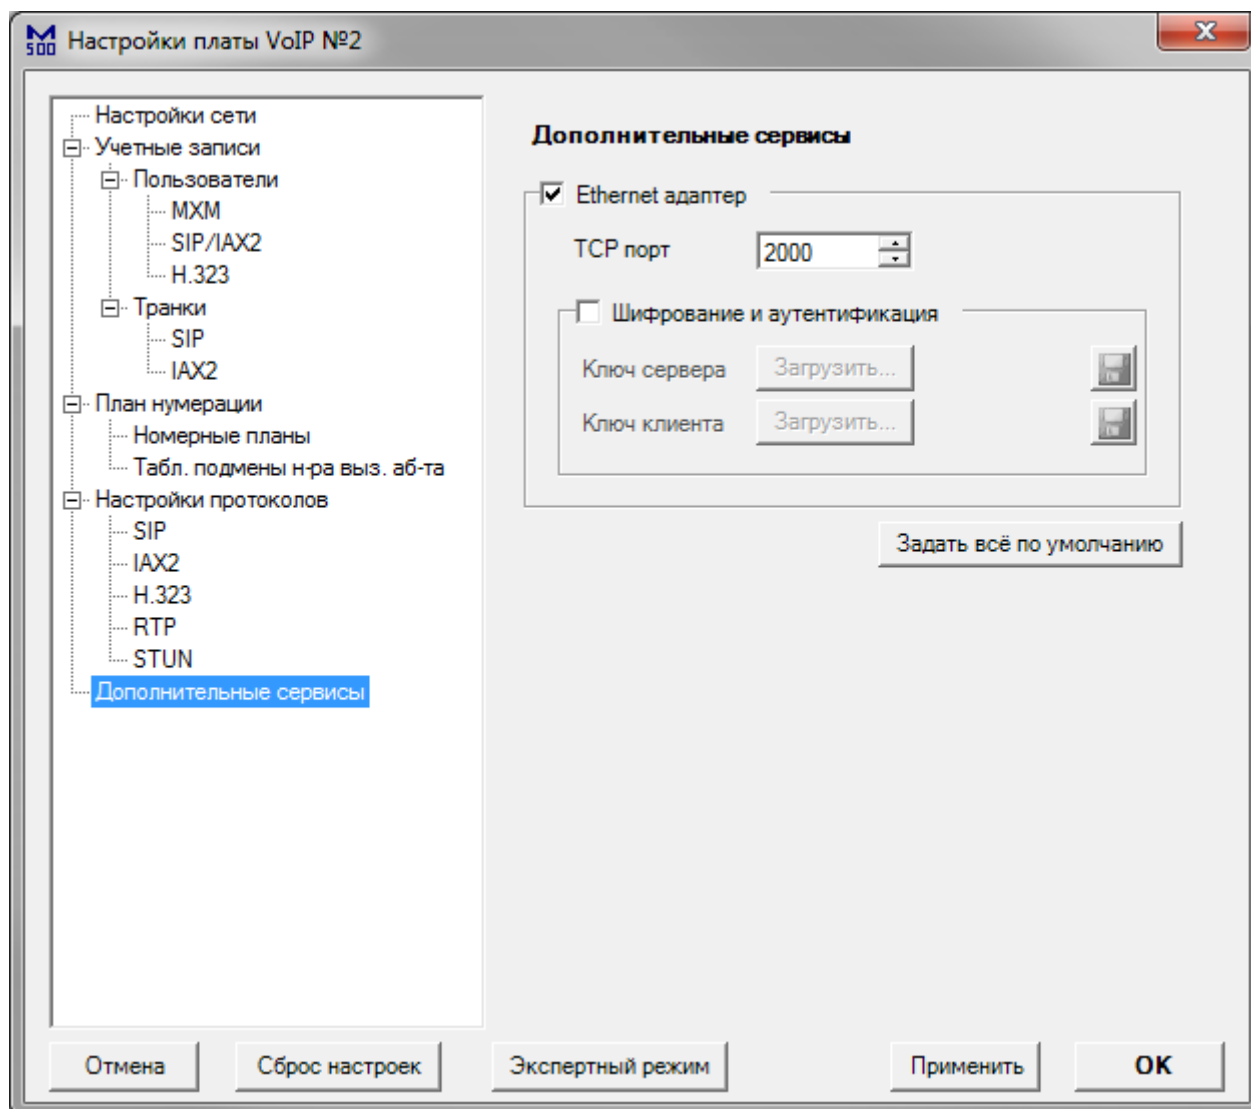 M 500 Настройки платы VoIP №2
Настройки сети
Учетные записи
Пользователи
MXM
SIP/IAX2
H.323
Транки
SIP
IAX2
План нумерации
Номерные планы
Табл. подмены н-ра выз. аб-та
Настройки протоколов
SIP
IAX2
H.323
RTP
STUN
Дополнительные сервисы
Дополнительные сервисы
Ethernet адаптер
TCP порт 2000
Шифрование и аутентификация
Ключ сервера Загрузить...
Ключ клиента Загрузить...
Задать всё по умолчанию
Отмена Сброс настроек Экспертный режим Применить OK